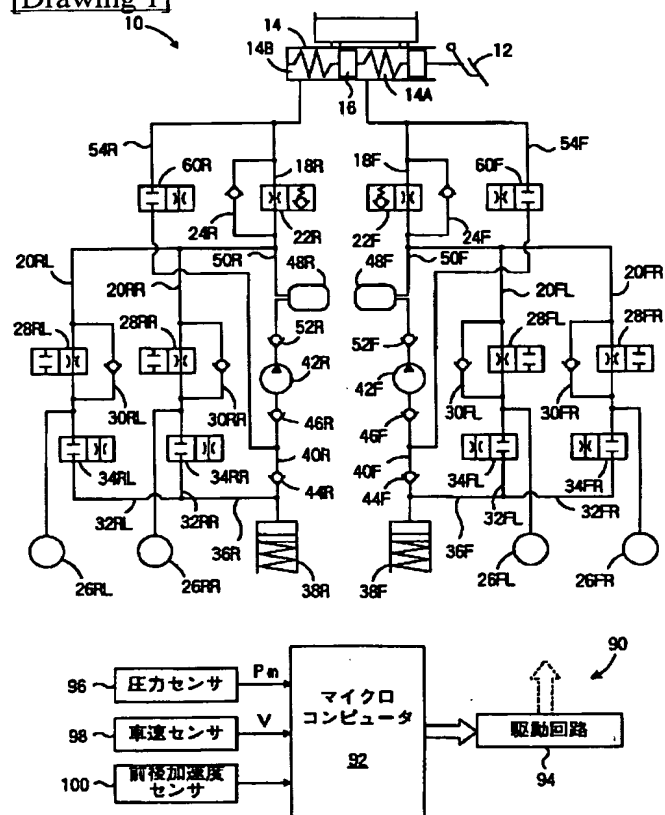 [Drawing 1]
10
14
14B
16
14A
12
54R
54F
60R
18R
18F
60F
24R
22R
22F
24F
20RL
50R
48R
48F
50F
20FR
20RR
20FL
28RL
28RR
52R
52F
28FL
28FR
42R
42F
30RL
30RR
46R
46F
30FL
30FR
34RL
34RR
40R
40F
34FL
34FR
44R
44F
32RL
32RR
36R
36F
32FL
32FR
26RL
26RR
38R
38F
26FL
26FR
96
圧力センサ
Pm
98
車速センサ
V
100
前後加速度
センサ
マイクロ
コンピュータ
92
90
駆動回路
94